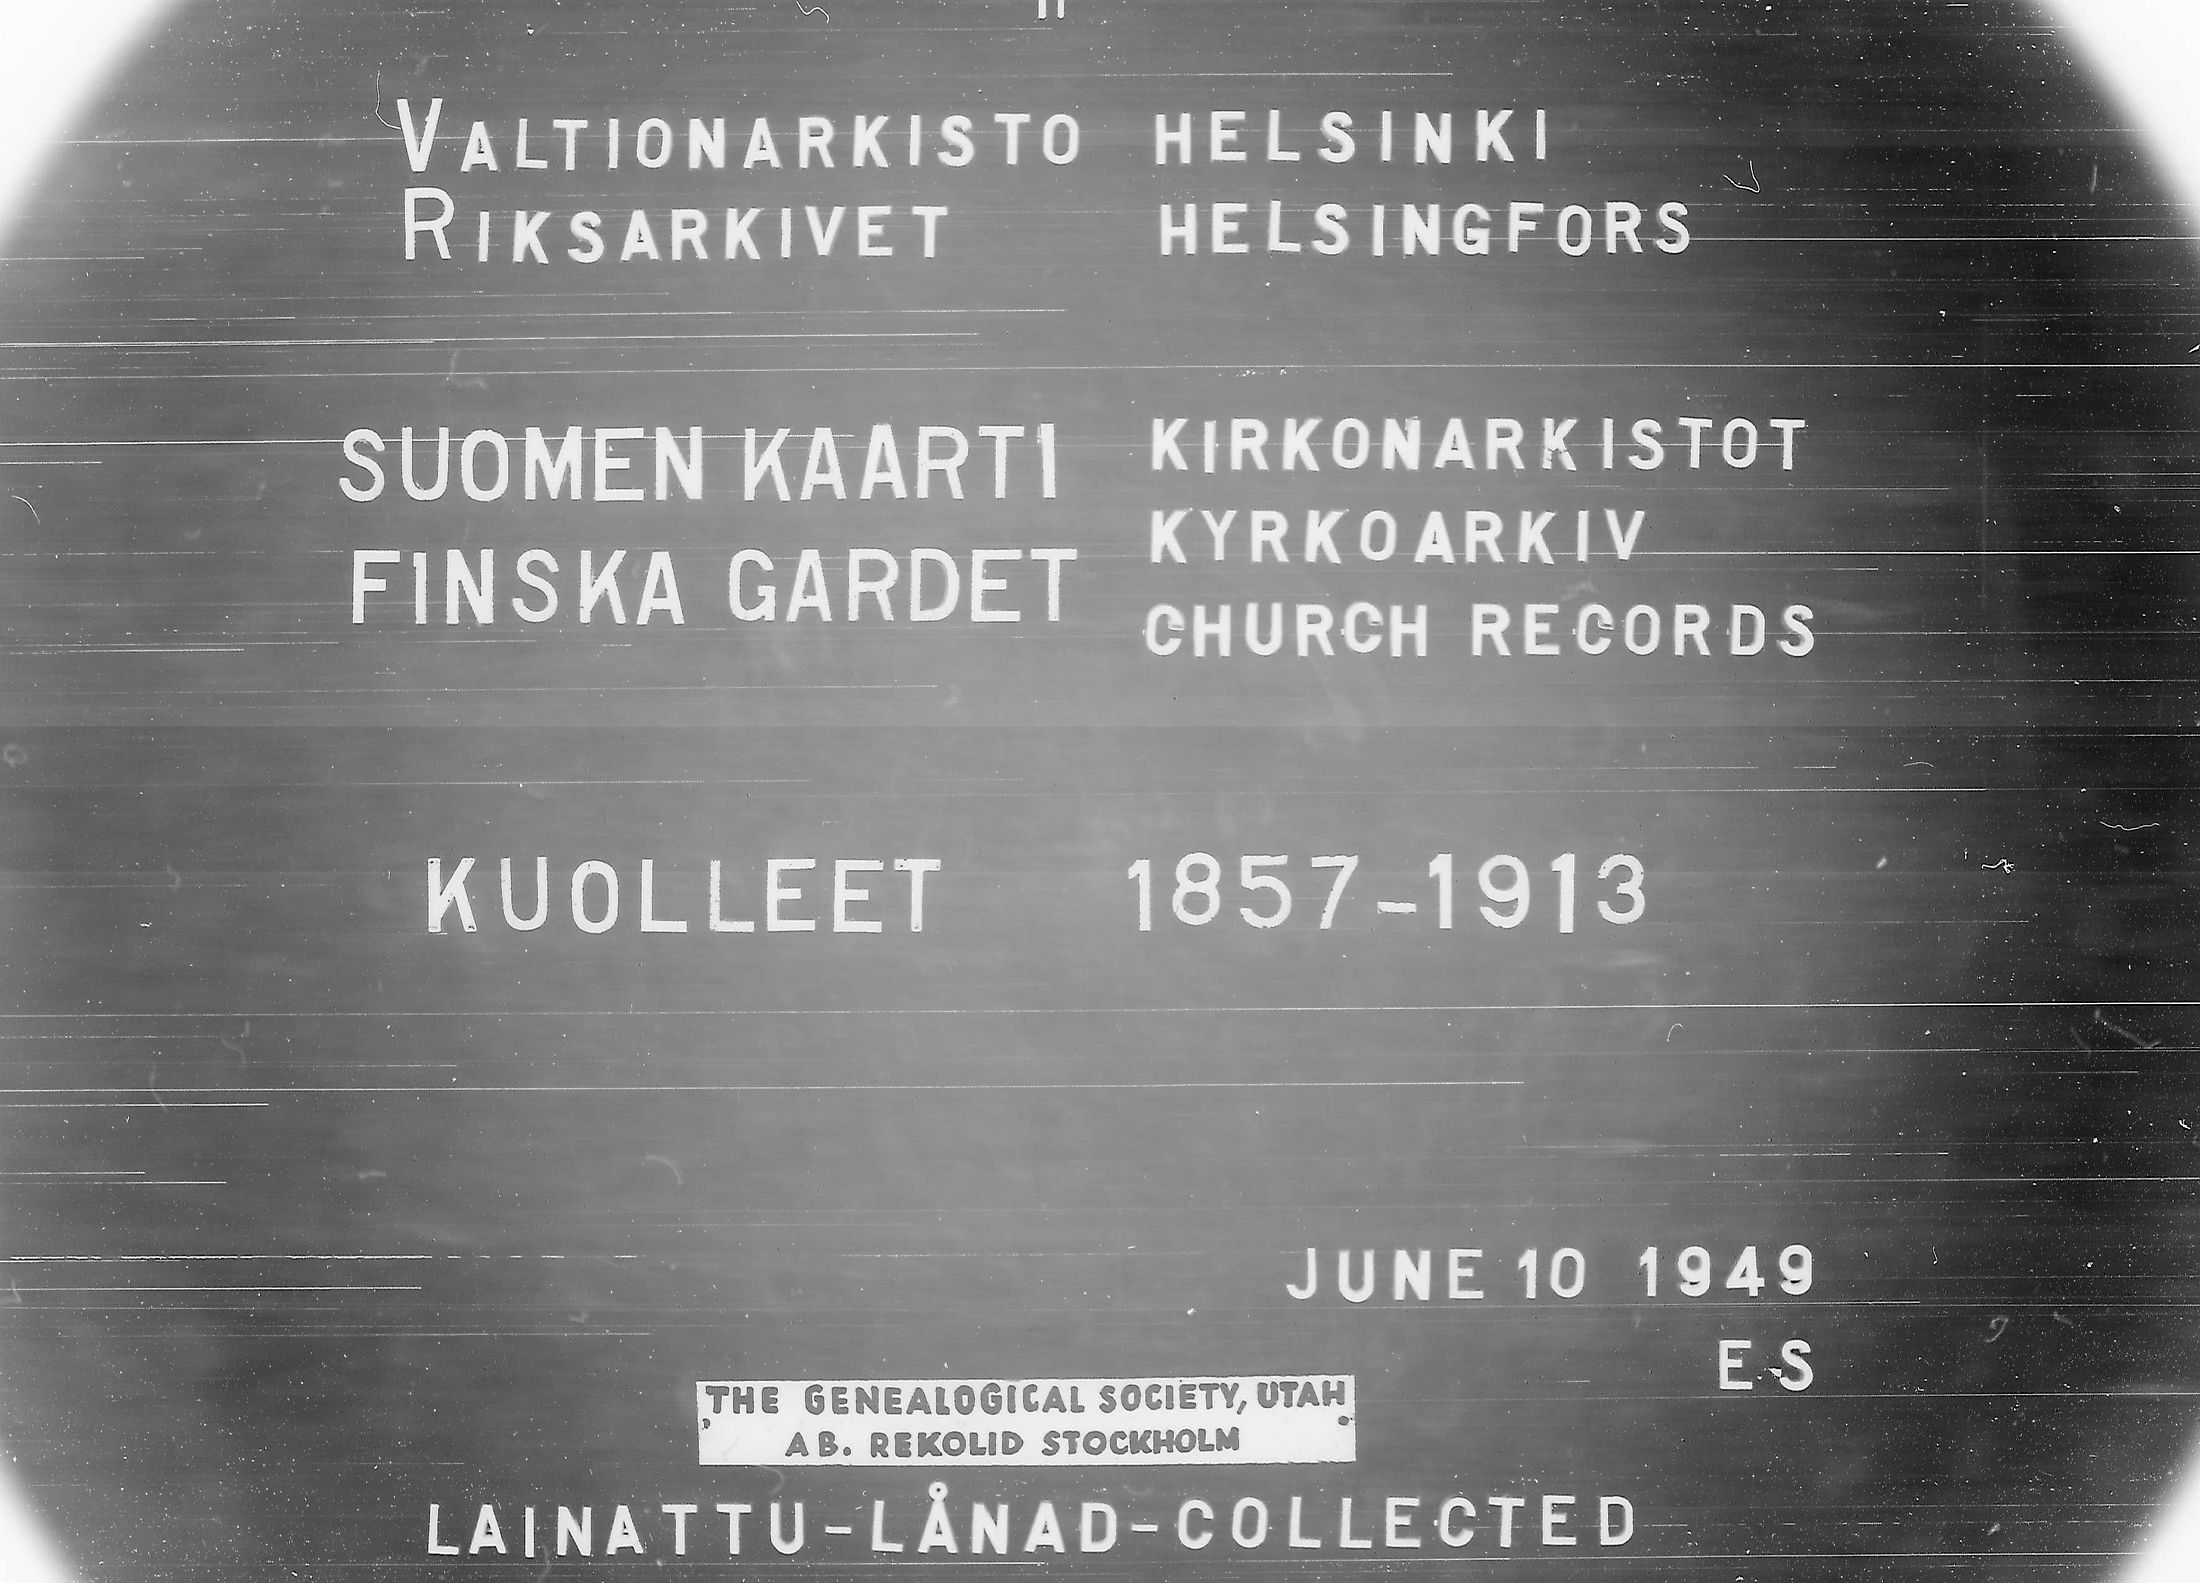 VALTIONARKISTO HELSINKI
RIKSARKIVET HELSINGFORS
SUOMEN KAARTI KIRKONARKISTOT
FINSKA GARDET KYRKOARKIV
CHURCH RECORDS
KUOLLEET 1857-1913
JUNE 10 1949
E.S
THE GENEALOGICAL SOCIETY, UTAH
AB. REKOLID STOCKHOLM
LAINATTU-LÅNAD-COLLECTED